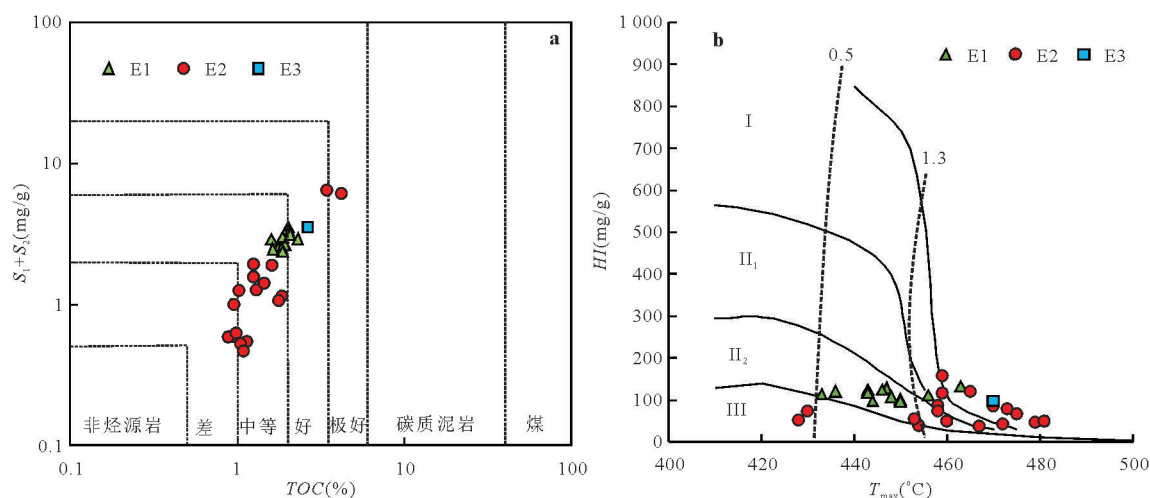 a
E1 E2 E3
100
10
1
0.1
S₁+S₂(mg/g)
非烃源岩 差 中等 好 极好 碳质泥岩 煤
0.1 1 10 100
TOC(%)
b
E1 E2 E3
0.5
1.3
I
II₁
II₂
III
1 000
900
800
700
600
500
400
300
200
100
0
HI(mg/g)
400 420 440 460 480 500
Tmax(°C)